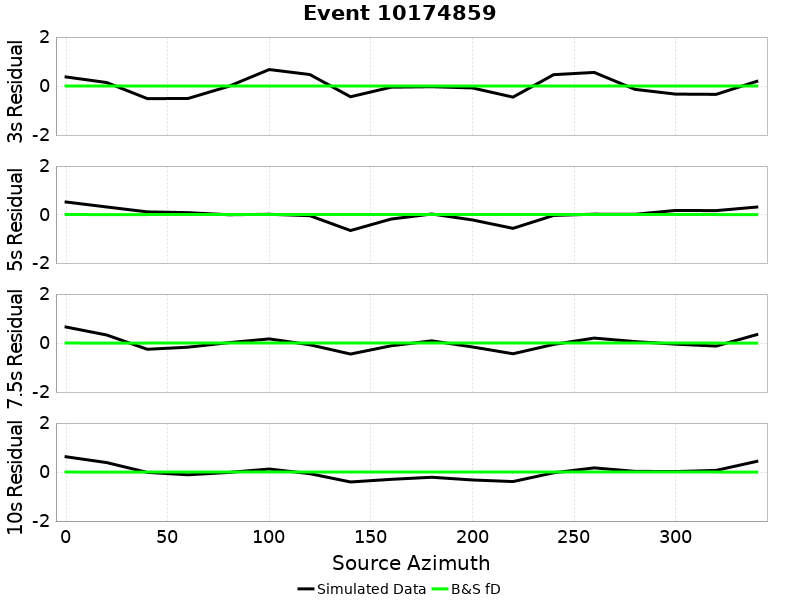 Event 10174859
3s Residual
2
0
-2
5s Residual
2
0
-2
7.5s Residual
2
0
-2
10s Residual
2
0
-2
0 50 100 150 200 250 300
Source Azimuth
Simulated Data B&S fD